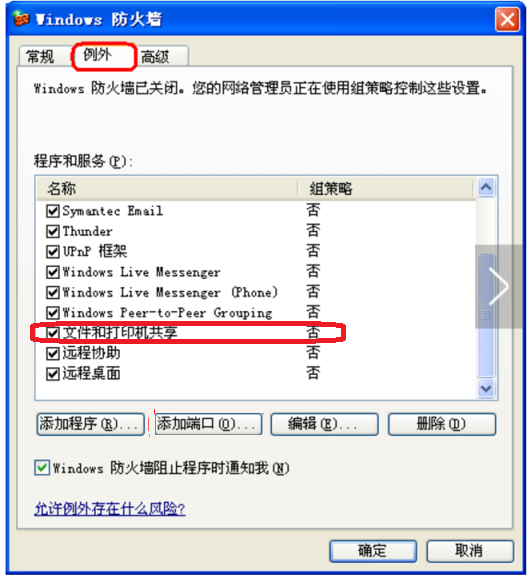 Windows 防火墙
常规 例外 高级
Windows 防火墙已关闭。您的网络管理员正在使用组策略控制这些设置。
程序和服务(P):
名称 组策略
Symantec Email 否
Thunder 否
UPnP 框架 否
Windows Live Messenger 否
Windows Live Messenger (Phone) 否
Windows Peer-to-Peer Grouping 否
文件和打印机共享 否
远程协助 否
远程桌面 否
添加程序(R)... 添加端口(O)... 编辑(E)... 删除(D)
Windows 防火墙阻止程序时通知我(N)
允许例外存在什么风险?
确定 取消